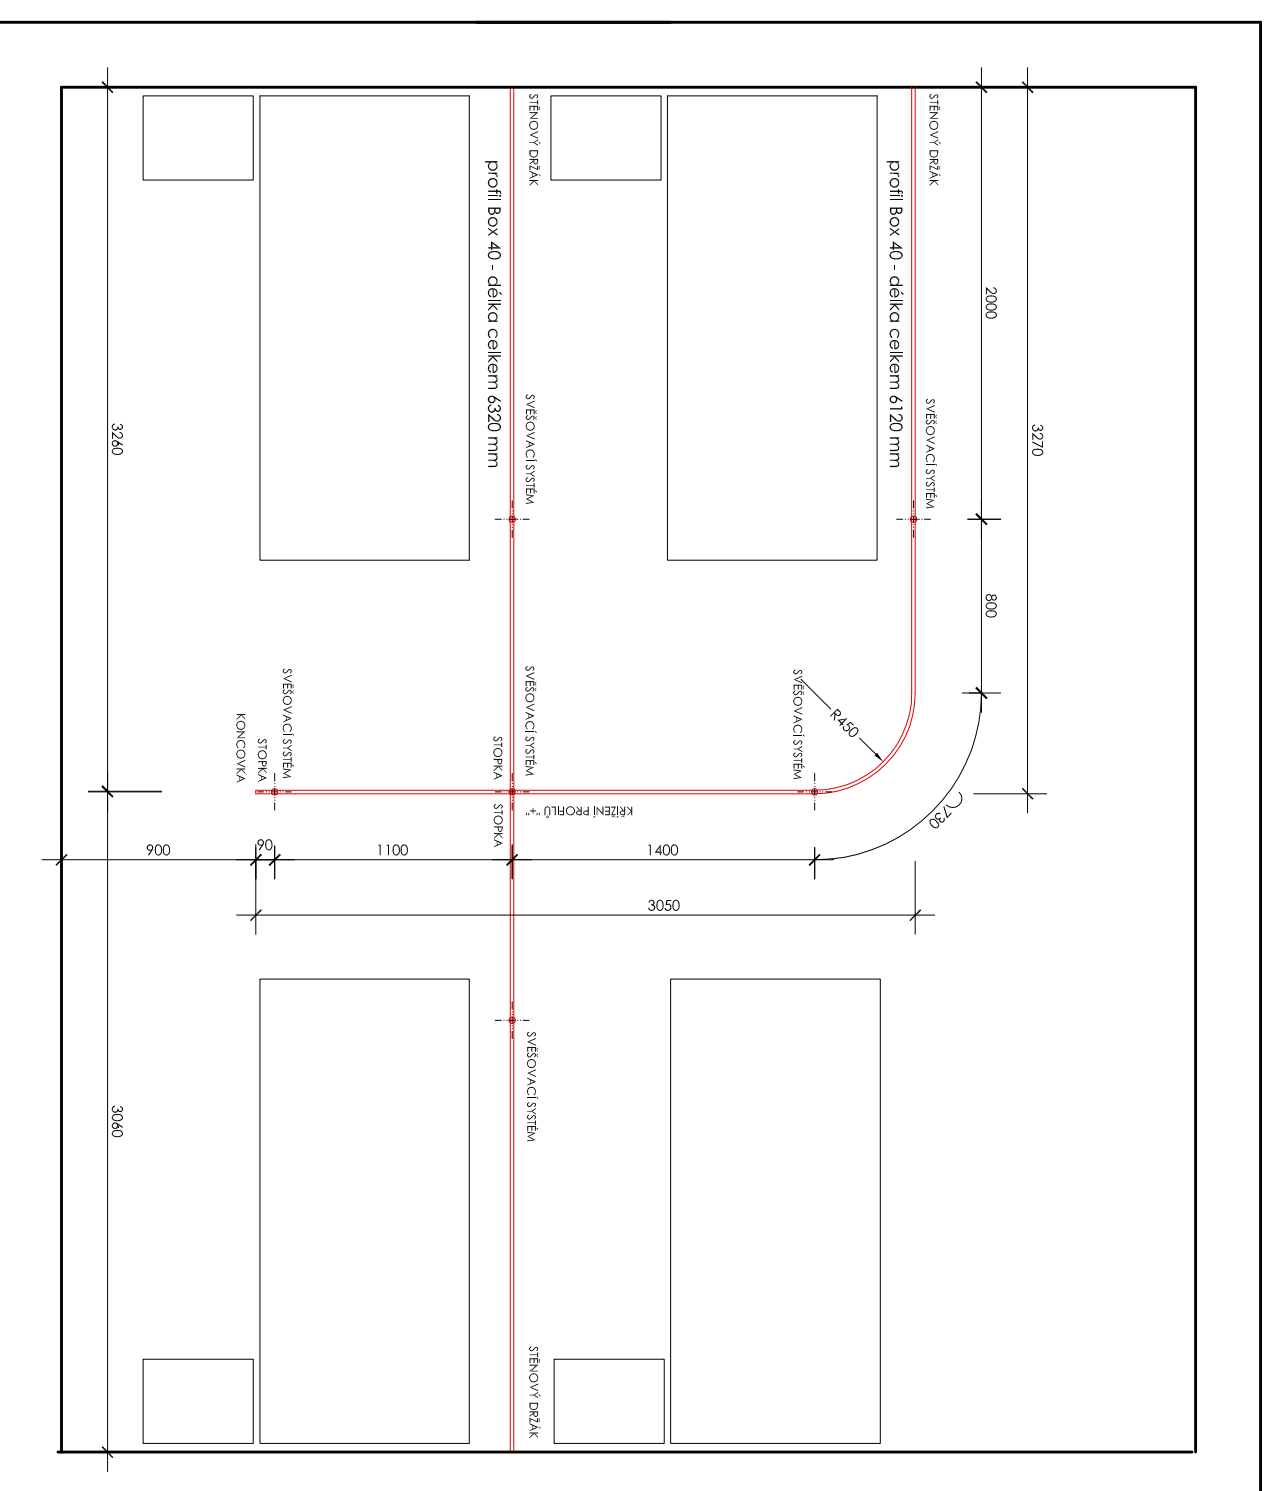 STĚNOVÝ DRŽÁK
STĚNOVÝ DRŽÁK
profil Box 40 - délka celkem 6320 mm
profil Box 40 - délka celkem 6120 mm
2000
3270
3260
SVĚŠOVACÍ SYSTÉM
SVĚŠOVACÍ SYSTÉM
800
SVĚŠOVACÍ SYSTÉM
SVĚŠOVACÍ SYSTÉM
SVĚŠOVACÍ SYSTÉM
R450
KONCOVKA
STOPKA
STOPKA
STOPKA
KŘÍŽENÍ PROFILŮ "+"
730
900
90
1100
1400
3050
SVĚŠOVACÍ SYSTÉM
3060
STĚNOVÝ DRŽÁK